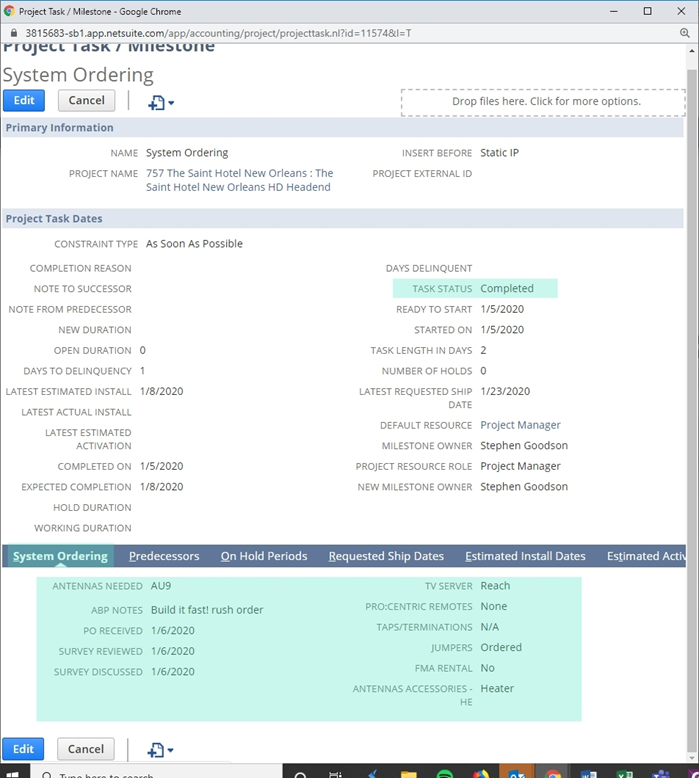 Project Task / Milestone - Google Chrome
3815683-sb1.app.netsuite.com/app/accounting/project/projecttask.nl?id=11574&l=T
Project Task / Milestone
System Ordering
Edit Cancel Drop files here. Click for more options.
Primary Information
NAME System Ordering INSERT BEFORE Static IP
PROJECT NAME 757 The Saint Hotel New Orleans : The PROJECT EXTERNAL ID
Saint Hotel New Orleans HD Headend
Project Task Dates
CONSTRAINT TYPE As Soon As Possible
COMPLETION REASON DAYS DELINQUENT
NOTE TO SUCCESSOR TASK STATUS Completed
NOTE FROM PREDECESSOR READY TO START 1/5/2020
NEW DURATION STARTED ON 1/5/2020
OPEN DURATION 0 TASK LENGTH IN DAYS 2
DAYS TO DELINQUENCY 1 NUMBER OF HOLDS 0
LATEST ESTIMATED INSTALL 1/8/2020 LATEST REQUESTED SHIP 1/23/2020
DATE
LATEST ACTUAL INSTALL
DEFAULT RESOURCE Project Manager
LATEST ESTIMATED
ACTIVATION
MILESTONE OWNER Stephen Goodson
COMPLETED ON 1/5/2020 PROJECT RESOURCE ROLE Project Manager
EXPECTED COMPLETION 1/8/2020 NEW MILESTONE OWNER Stephen Goodson
HOLD DURATION
WORKING DURATION
System Ordering Predecessors On Hold Periods Requested Ship Dates Estimated Install Dates Estimated Activ
ANTENNAS NEEDED AU9 TV SERVER Reach
ABP NOTES Build it fast! rush order PRO:CENTRIC REMOTES None
PO RECEIVED 1/6/2020 TAPS/TERMINATIONS N/A
SURVEY REVIEWED 1/6/2020 JUMPERS Ordered
SURVEY DISCUSSED 1/6/2020 FMA RENTAL No
ANTENNAS ACCESSORIES - Heater
HE
Edit Cancel
Type here to search